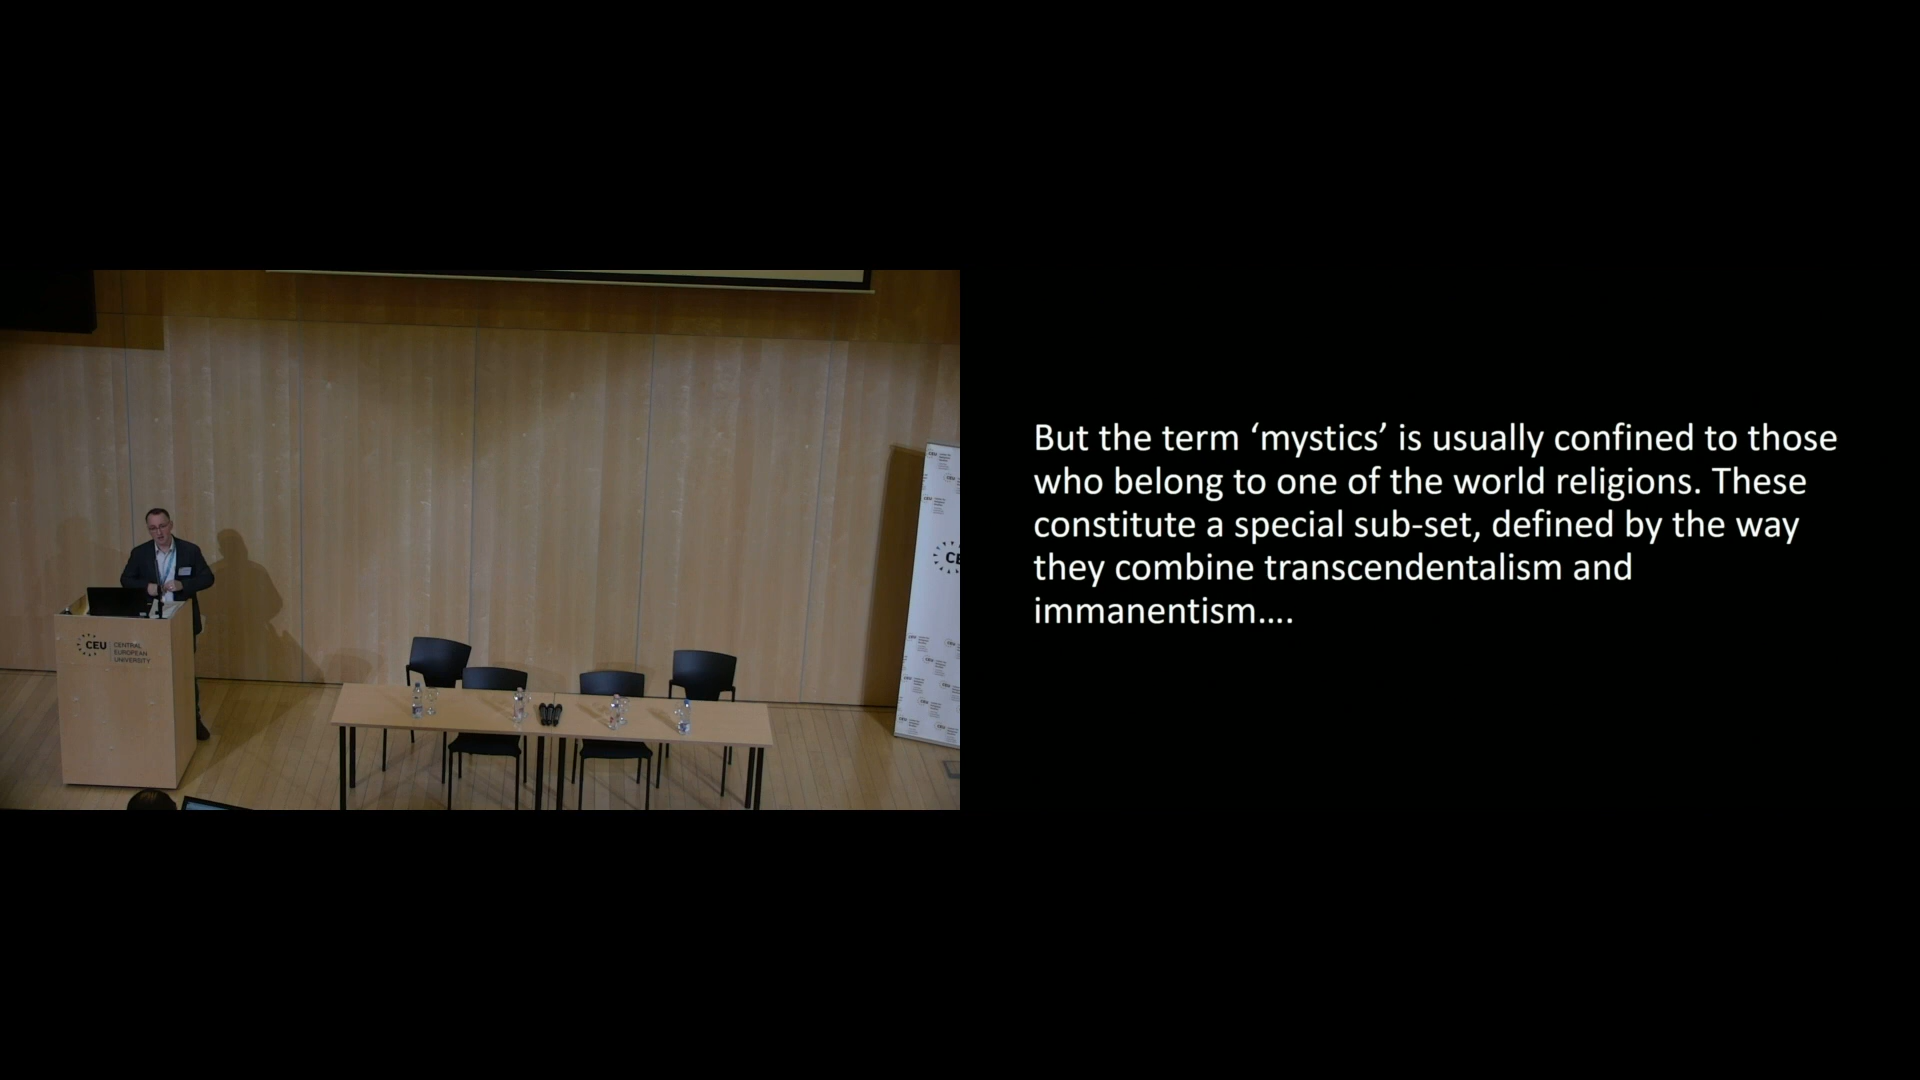 CEU
CENTRAL
EUROPEAN
UNIVERSITY
CEU
But the term ‘mystics’ is usually confined to those
who belong to one of the world religions. These
constitute a special sub-set, defined by the way
they combine transcendentalism and
immanentism....